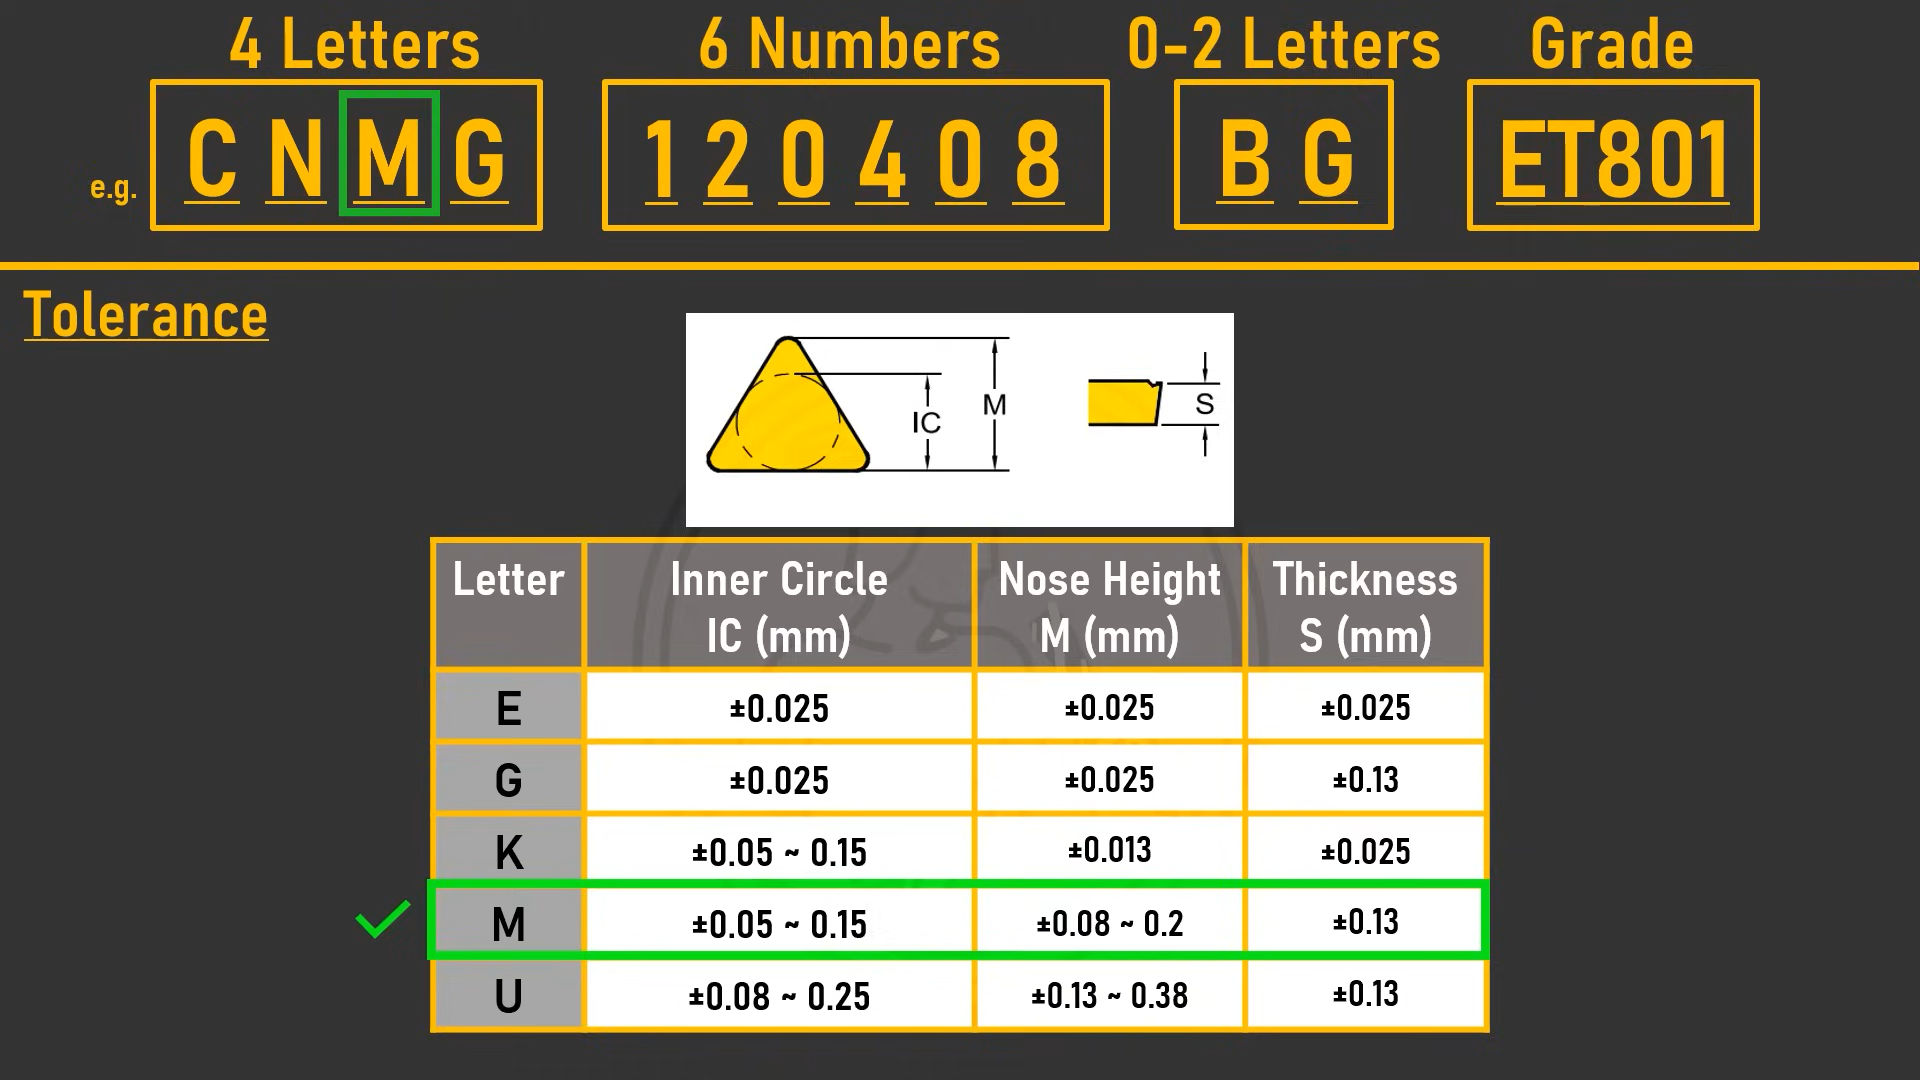 4 Letters 6 Numbers 0-2 Letters Grade
e.g. C N M G 1 2 0 4 0 8 B G ET801
Tolerance
IC M S
Letter Inner Circle IC (mm) Nose Height M (mm) Thickness S (mm)
E ±0.025 ±0.025 ±0.025
G ±0.025 ±0.025 ±0.13
K ±0.05 ~ 0.15 ±0.013 ±0.025
M ±0.05 ~ 0.15 ±0.08 ~ 0.2 ±0.13
U ±0.08 ~ 0.25 ±0.13 ~ 0.38 ±0.13